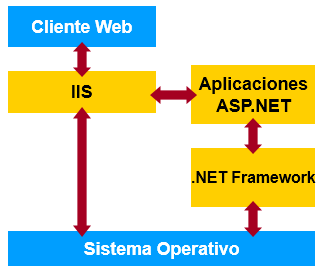 Cliente Web
IIS
Aplicaciones
ASP.NET
.NET Framework
Sistema Operativo